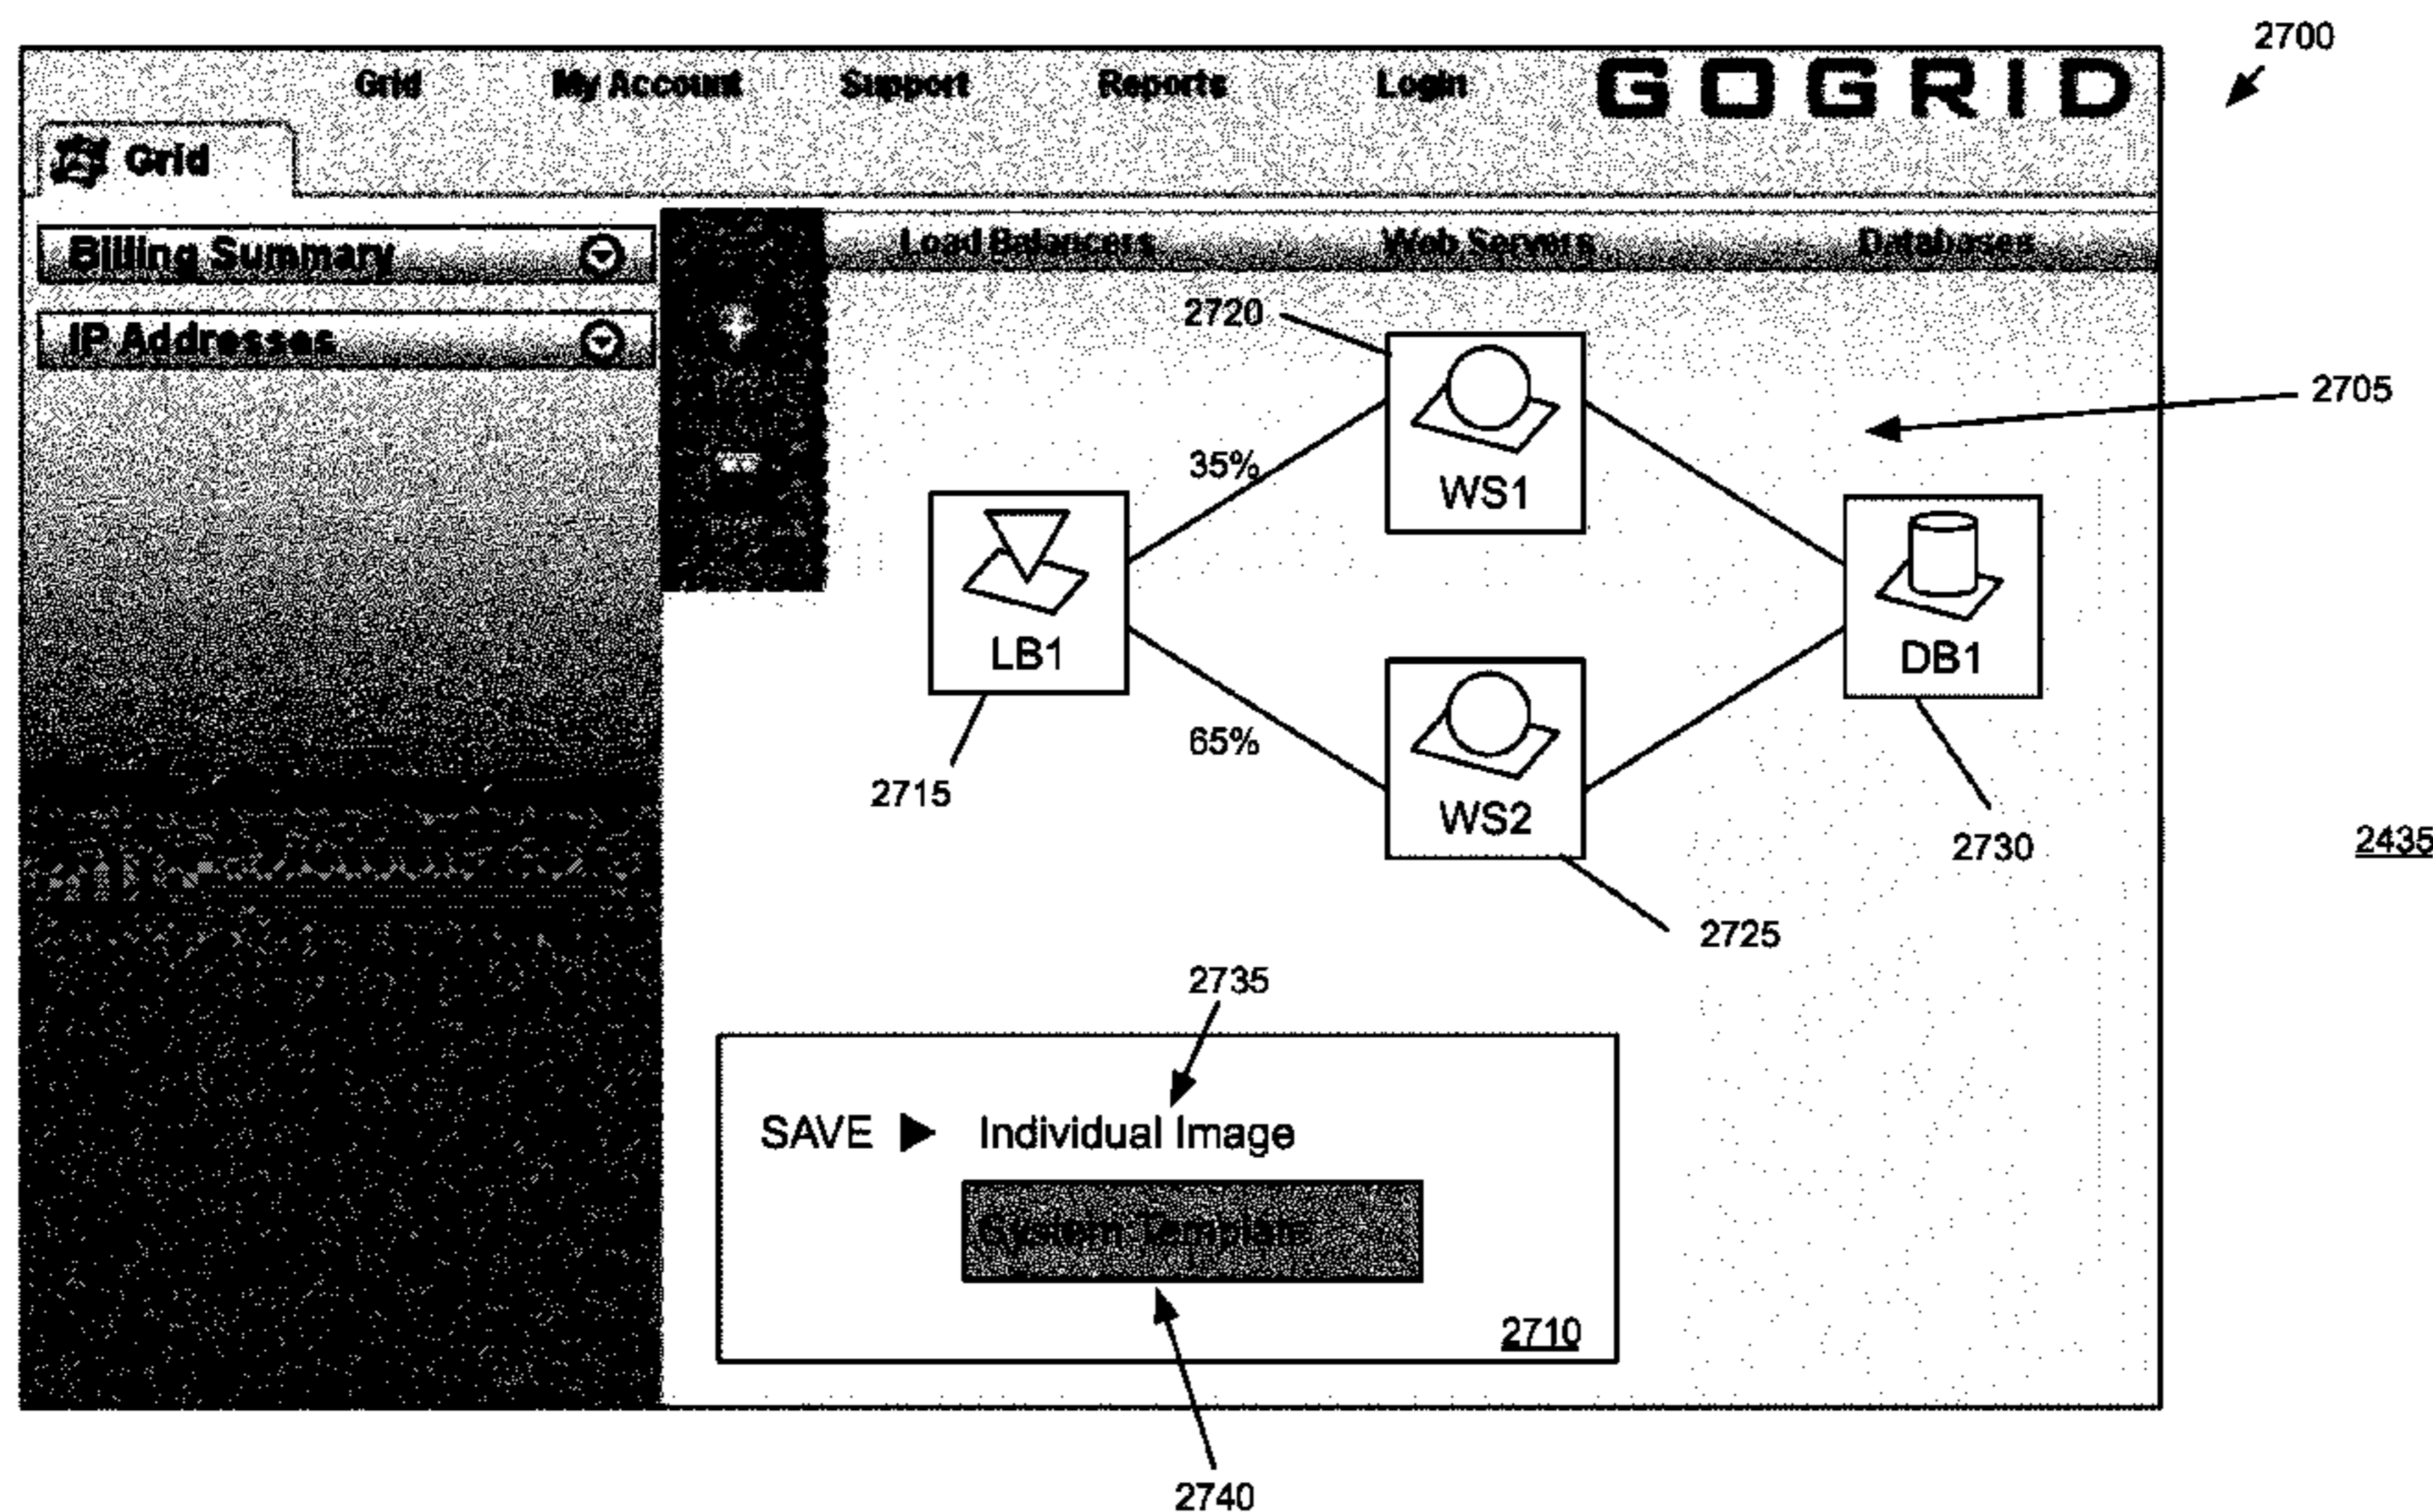 2700
Grid My Account Support Reports Login GOGRID
Grid
Billing Summary
Load Balancers Web Servers Databases
IP Addresses
2720
2705
35%
WS1
LB1
DB1
65%
2715
WS2
2730
2435
2725
2735
SAVE ▶ Individual Image
System Template
2710
2740